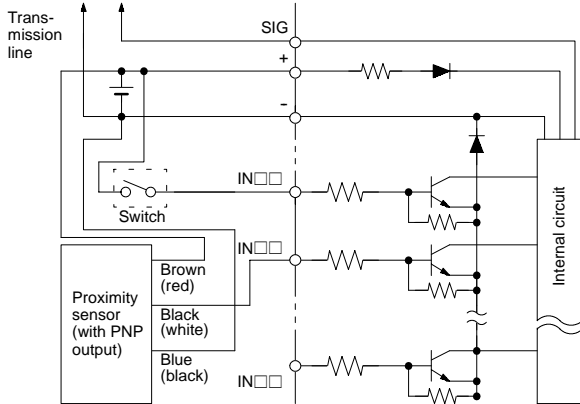 Trans-
mission
line
SIG
+
-
IN□□
Switch
IN□□
Brown
(red)
Proximity
sensor
(with PNP
output)
Black
(white)
Blue
(black)
IN□□
Internal circuit